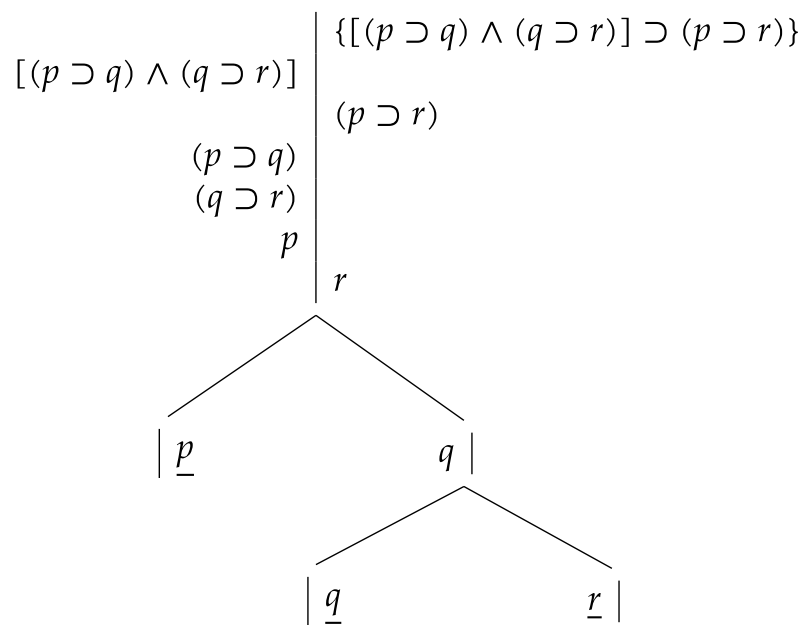 {[(p ⊃ q) ∧ (q ⊃ r)] ⊃ (p ⊃ r)}
[(p ⊃ q) ∧ (q ⊃ r)]
(p ⊃ r)
(p ⊃ q)
(q ⊃ r)
p
r
p
q
q
r